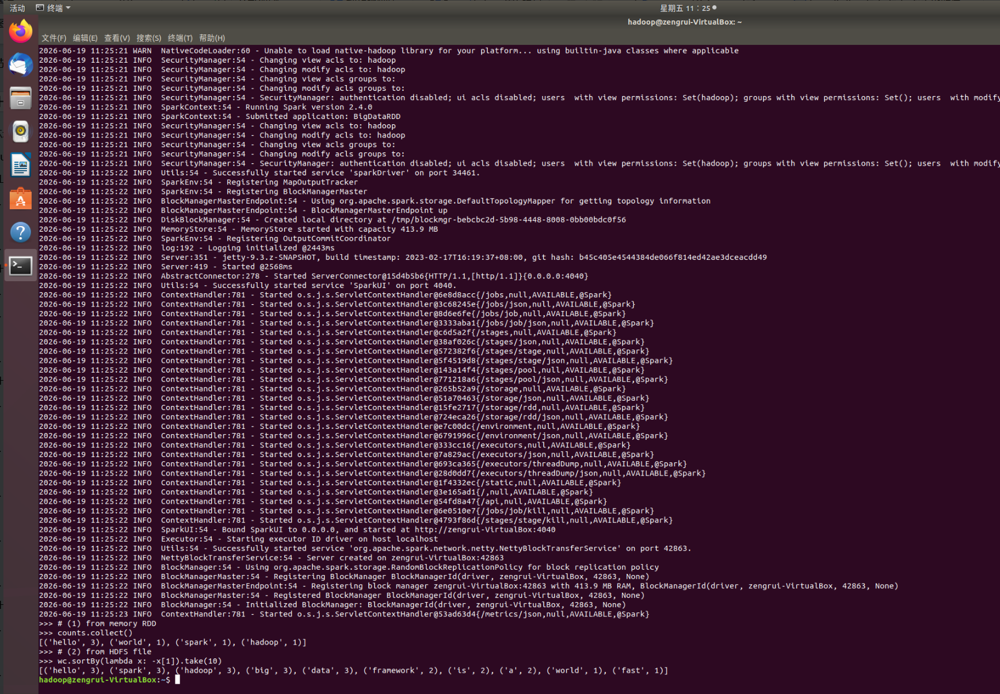 活动 终端 星期五 11：25
hadoop@zengrui-VirtualBox: ~
文件(F) 编辑(E) 查看(V) 搜索(S) 终端(T) 帮助(H)
2026-06-19 11:25:21 WARN  NativeCodeLoader:60 - Unable to load native-hadoop library for your platform... using builtin-java classes where applicable
2026-06-19 11:25:21 INFO  SecurityManager:54 - Changing view acls to: hadoop
2026-06-19 11:25:21 INFO  SecurityManager:54 - Changing modify acls to: hadoop
2026-06-19 11:25:21 INFO  SecurityManager:54 - Changing view acls groups to:
2026-06-19 11:25:21 INFO  SecurityManager:54 - Changing modify acls groups to:
2026-06-19 11:25:21 INFO  SecurityManager:54 - SecurityManager: authentication disabled; ui acls disabled; users  with view permissions: Set(hadoop); groups with view permissions: Set(); users  with modify
2026-06-19 11:25:21 INFO  SparkContext:54 - Running Spark version 2.4.0
2026-06-19 11:25:21 INFO  SparkContext:54 - Submitted application: BigDataRDD
2026-06-19 11:25:21 INFO  SecurityManager:54 - Changing view acls to: hadoop
2026-06-19 11:25:21 INFO  SecurityManager:54 - Changing modify acls to: hadoop
2026-06-19 11:25:21 INFO  SecurityManager:54 - Changing view acls groups to:
2026-06-19 11:25:21 INFO  SecurityManager:54 - Changing modify acls groups to:
2026-06-19 11:25:21 INFO  SecurityManager:54 - SecurityManager: authentication disabled; ui acls disabled; users  with view permissions: Set(hadoop); groups with view permissions: Set(); users  with modify
2026-06-19 11:25:22 INFO  Utils:54 - Successfully started service 'sparkDriver' on port 34461.
2026-06-19 11:25:22 INFO  SparkEnv:54 - Registering MapOutputTracker
2026-06-19 11:25:22 INFO  SparkEnv:54 - Registering BlockManagerMaster
2026-06-19 11:25:22 INFO  BlockManagerMasterEndpoint:54 - Using org.apache.spark.storage.DefaultTopologyMapper for getting topology information
2026-06-19 11:25:22 INFO  BlockManagerMasterEndpoint:54 - BlockManagerMasterEndpoint up
2026-06-19 11:25:22 INFO  DiskBlockManager:54 - Created local directory at /tmp/blockmgr-bebcbc2d-5b98-4448-8008-0bb00bdc0f56
2026-06-19 11:25:22 INFO  MemoryStore:54 - MemoryStore started with capacity 413.9 MB
2026-06-19 11:25:22 INFO  SparkEnv:54 - Registering OutputCommitCoordinator
2026-06-19 11:25:22 INFO  log:192 - Logging initialized @2443ms
2026-06-19 11:25:22 INFO  Server:351 - jetty-9.3.z-SNAPSHOT, build timestamp: 2023-02-17T16:19:37+08:00, git hash: b45c405e4544384de066f814ed42ae3dceacdd49
2026-06-19 11:25:22 INFO  Server:419 - Started @2568ms
2026-06-19 11:25:22 INFO  AbstractConnector:278 - Started ServerConnector@15d4b5b6{HTTP/1.1,[http/1.1]}{0.0.0.0:4040}
2026-06-19 11:25:22 INFO  Utils:54 - Successfully started service 'SparkUI' on port 4040.
2026-06-19 11:25:22 INFO  ContextHandler:781 - Started o.s.j.s.ServletContextHandler@6e8d8acc{/jobs,null,AVAILABLE,@Spark}
2026-06-19 11:25:22 INFO  ContextHandler:781 - Started o.s.j.s.ServletContextHandler@3c68245e{/jobs/json,null,AVAILABLE,@Spark}
2026-06-19 11:25:22 INFO  ContextHandler:781 - Started o.s.j.s.ServletContextHandler@8d6e6fe{/jobs/job,null,AVAILABLE,@Spark}
2026-06-19 11:25:22 INFO  ContextHandler:781 - Started o.s.j.s.ServletContextHandler@3333aba1{/jobs/job/json,null,AVAILABLE,@Spark}
2026-06-19 11:25:22 INFO  ContextHandler:781 - Started o.s.j.s.ServletContextHandler@c6d5a2f{/stages,null,AVAILABLE,@Spark}
2026-06-19 11:25:22 INFO  ContextHandler:781 - Started o.s.j.s.ServletContextHandler@38af026c{/stages/json,null,AVAILABLE,@Spark}
2026-06-19 11:25:22 INFO  ContextHandler:781 - Started o.s.j.s.ServletContextHandler@572382f6{/stages/stage,null,AVAILABLE,@Spark}
2026-06-19 11:25:22 INFO  ContextHandler:781 - Started o.s.j.s.ServletContextHandler@5f4519d8{/stages/stage/json,null,AVAILABLE,@Spark}
2026-06-19 11:25:22 INFO  ContextHandler:781 - Started o.s.j.s.ServletContextHandler@143a14f4{/stages/pool,null,AVAILABLE,@Spark}
2026-06-19 11:25:22 INFO  ContextHandler:781 - Started o.s.j.s.ServletContextHandler@771218a6{/stages/pool/json,null,AVAILABLE,@Spark}
2026-06-19 11:25:22 INFO  ContextHandler:781 - Started o.s.j.s.ServletContextHandler@265b52a9{/storage,null,AVAILABLE,@Spark}
2026-06-19 11:25:22 INFO  ContextHandler:781 - Started o.s.j.s.ServletContextHandler@51a70463{/storage/json,null,AVAILABLE,@Spark}
2026-06-19 11:25:22 INFO  ContextHandler:781 - Started o.s.j.s.ServletContextHandler@15fe2717{/storage/rdd,null,AVAILABLE,@Spark}
2026-06-19 11:25:22 INFO  ContextHandler:781 - Started o.s.j.s.ServletContextHandler@724eca26{/storage/rdd/json,null,AVAILABLE,@Spark}
2026-06-19 11:25:22 INFO  ContextHandler:781 - Started o.s.j.s.ServletContextHandler@e7c00dc{/environment,null,AVAILABLE,@Spark}
2026-06-19 11:25:22 INFO  ContextHandler:781 - Started o.s.j.s.ServletContextHandler@6791996c{/environment/json,null,AVAILABLE,@Spark}
2026-06-19 11:25:22 INFO  ContextHandler:781 - Started o.s.j.s.ServletContextHandler@333cc16{/executors,null,AVAILABLE,@Spark}
2026-06-19 11:25:22 INFO  ContextHandler:781 - Started o.s.j.s.ServletContextHandler@7a829ac{/executors/json,null,AVAILABLE,@Spark}
2026-06-19 11:25:22 INFO  ContextHandler:781 - Started o.s.j.s.ServletContextHandler@693ca365{/executors/threadDump,null,AVAILABLE,@Spark}
2026-06-19 11:25:22 INFO  ContextHandler:781 - Started o.s.j.s.ServletContextHandler@28d0dd7{/executors/threadDump/json,null,AVAILABLE,@Spark}
2026-06-19 11:25:22 INFO  ContextHandler:781 - Started o.s.j.s.ServletContextHandler@1f4332ec{/static,null,AVAILABLE,@Spark}
2026-06-19 11:25:22 INFO  ContextHandler:781 - Started o.s.j.s.ServletContextHandler@3e165ad1{/,null,AVAILABLE,@Spark}
2026-06-19 11:25:22 INFO  ContextHandler:781 - Started o.s.j.s.ServletContextHandler@54fd8a47{/api,null,AVAILABLE,@Spark}
2026-06-19 11:25:22 INFO  ContextHandler:781 - Started o.s.j.s.ServletContextHandler@6e0510e7{/jobs/job/kill,null,AVAILABLE,@Spark}
2026-06-19 11:25:22 INFO  ContextHandler:781 - Started o.s.j.s.ServletContextHandler@4793f86d{/stages/stage/kill,null,AVAILABLE,@Spark}
2026-06-19 11:25:22 INFO  SparkUI:54 - Bound SparkUI to 0.0.0.0, and started at http://zengrui-VirtualBox:4040
2026-06-19 11:25:22 INFO  Executor:54 - Starting executor ID driver on host localhost
2026-06-19 11:25:22 INFO  Utils:54 - Successfully started service 'org.apache.spark.network.netty.NettyBlockTransferService' on port 42863.
2026-06-19 11:25:22 INFO  NettyBlockTransferService:54 - Server created on zengrui-VirtualBox:42863
2026-06-19 11:25:22 INFO  BlockManager:54 - Using org.apache.spark.storage.RandomBlockReplicationPolicy for block replication policy
2026-06-19 11:25:22 INFO  BlockManagerMaster:54 - Registering BlockManager BlockManagerId(driver, zengrui-VirtualBox, 42863, None)
2026-06-19 11:25:22 INFO  BlockManagerMasterEndpoint:54 - Registering block manager zengrui-VirtualBox:42863 with 413.9 MB RAM, BlockManagerId(driver, zengrui-VirtualBox, 42863, None)
2026-06-19 11:25:22 INFO  BlockManagerMaster:54 - Registered BlockManager BlockManagerId(driver, zengrui-VirtualBox, 42863, None)
2026-06-19 11:25:22 INFO  BlockManager:54 - Initialized BlockManager: BlockManagerId(driver, zengrui-VirtualBox, 42863, None)
2026-06-19 11:25:23 INFO  ContextHandler:781 - Started o.s.j.s.ServletContextHandler@53ad63d4{/metrics/json,null,AVAILABLE,@Spark}
>>> # (1) from memory RDD
>>> counts.collect()
[('hello', 3), ('world', 1), ('spark', 1), ('hadoop', 1)]
>>> # (2) from HDFS file
>>> wc.sortBy(lambda x: -x[1]).take(10)
[('hello', 3), ('spark', 3), ('hadoop', 3), ('big', 3), ('data', 3), ('framework', 2), ('is', 2), ('a', 2), ('world', 1), ('fast', 1)]
hadoop@zengrui-VirtualBox:~$